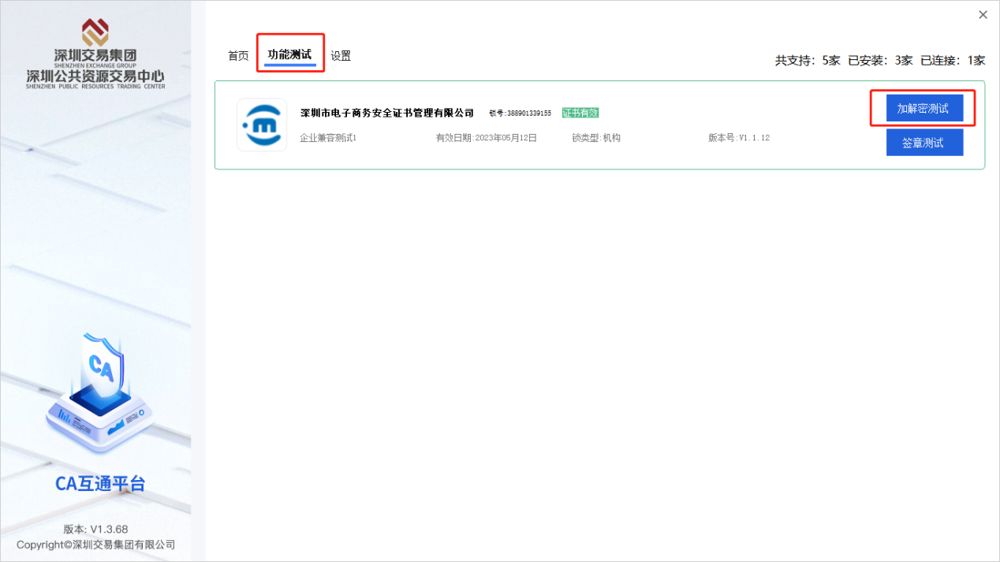 深圳交易集团
SHENZHEN EXCHANGE GROUP
深圳公共资源交易中心
SHENZHEN PUBLIC RESOURCES TRADING CENTER
首页 功能测试 设置
共支持: 5家 已安装: 3家 已连接: 1家
深圳市电子商务安全证书管理有限公司 锁号:388901339155 证书有效
加解密测试
企业兼容测试1 有效日期:2023年05月12日 锁类型:机构 版本号:V1.1.12
签章测试
CA
CA互通平台
版本: V1.3.68
Copyright©深圳交易集团有限公司